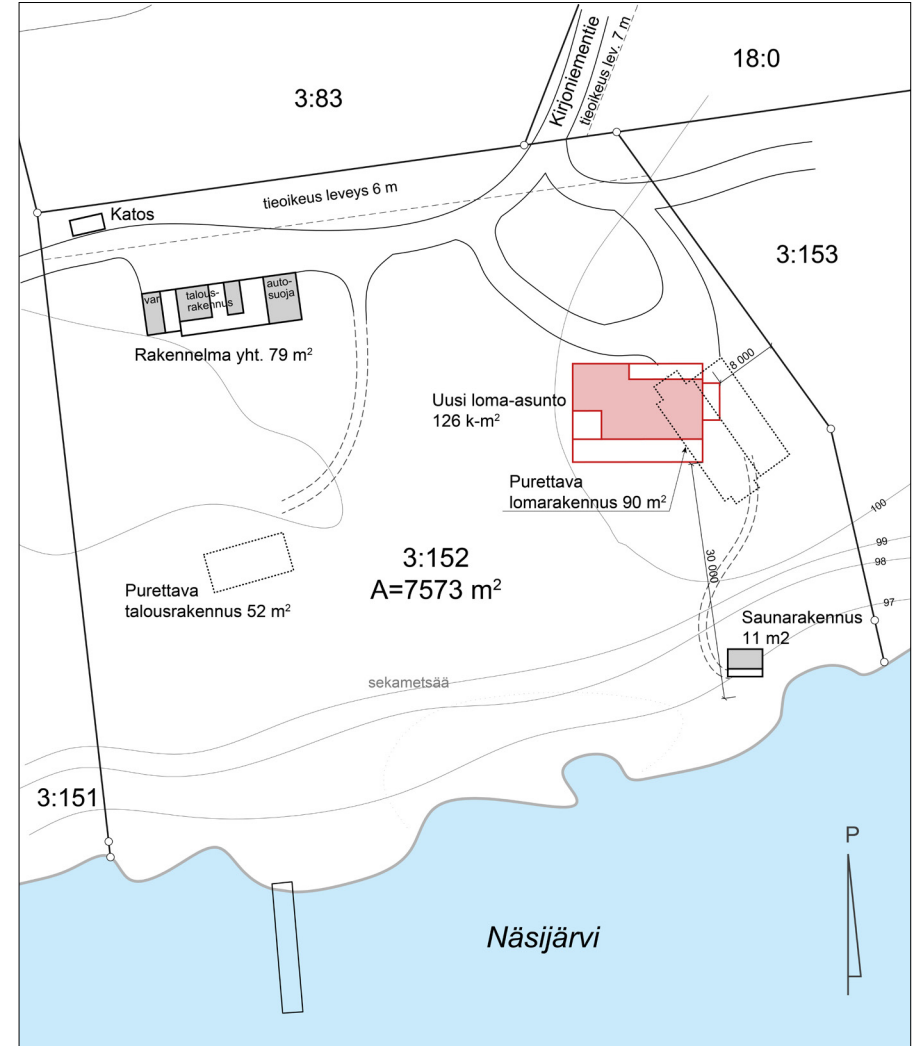 Kirjoniementie
tieoikeus lev. 7 m
18:0
3:83
tieoikeus leveys 6 m
Katos
3:153
var
talous-
rakennus
auto-
suoja
Rakennelma yht. 79 m²
8 000
Uusi loma-asunto
126 k-m²
Purettava
lomarakennus 90 m²
100
99
98
97
3:152
A=7573 m²
30 000
Purettava
talousrakennus 52 m²
Saunarakennus
11 m2
sekametsää
3:151
P
Näsijärvi